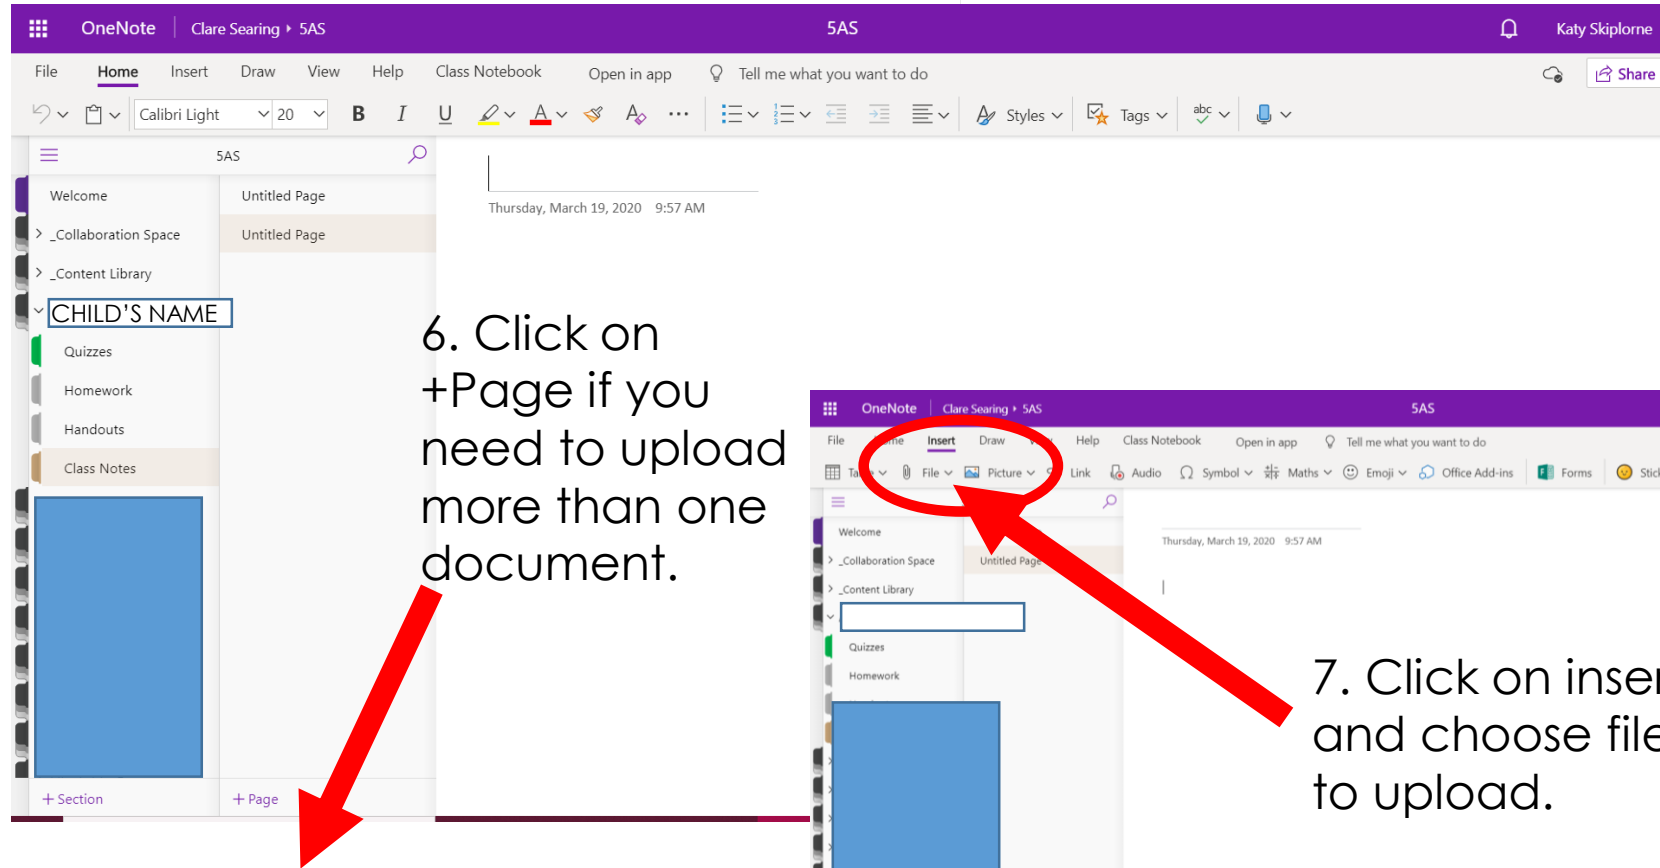 OneNote Clare Searing ▸ 5AS 5AS Katy Skiplorne
File Home Insert Draw View Help Class Notebook Open in app Tell me what you want to do Share
Calibri Light 20 B I U A A Styles Tags abc
5AS
Welcome Untitled Page
Thursday, March 19, 2020 9:57 AM
_Collaboration Space Untitled Page
_Content Library
CHILD'S NAME
Quizzes
Homework
Handouts
Class Notes
+ Section + Page
6. Click on
+Page if you
need to upload
more than one
document.
OneNote Clare Searing ▸ 5AS 5AS
File Insert Draw Help Class Notebook Open in app Tell me what you want to do
File Picture Link Audio Symbol Maths Emoji Office Add-ins Forms
Welcome
Thursday, March 19, 2020 9:57 AM
_Collaboration Space Untitled Page
_Content Library
Quizzes
Homework
7. Click on inser
and choose file
to upload.